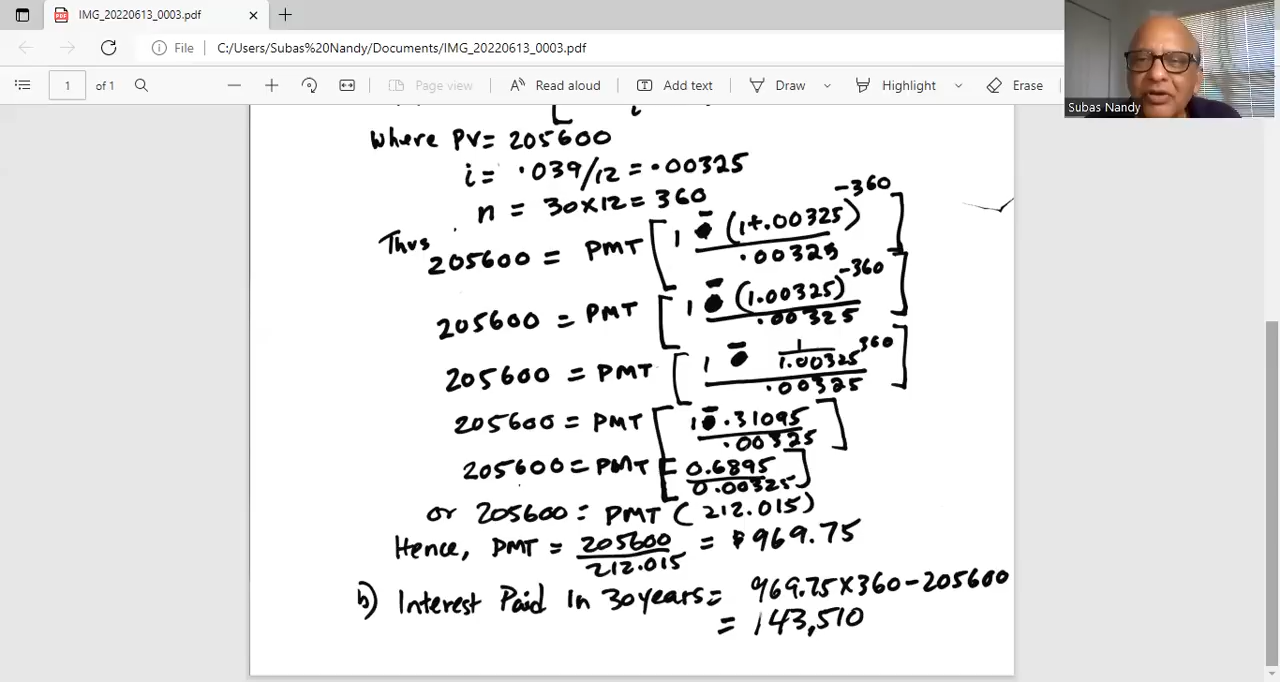 IMG_20220613_0003.pdf
File C:/Users/Subas%20Nandy/Documents/IMG_20220613_0003.pdf
1 of 1 Page view Read aloud Add text Draw Highlight Erase
Subas Nandy
i
Where PV= 205600
i = .039/12 = .00325
n = 30×12 = 360
Thus 205600 = PMT [1 - (1+.00325)^-360 / .00325]
205600 = PMT [1 - (1.00325)^-360 / .00325]
205600 = PMT [1 - 1/1.00325^360 / .00325]
205600 = PMT [1 - .31095 / .00325]
205600 = PMT [0.6895 / 0.00325]
or 205600 = PMT (212.015)
Hence, PMT = 205600 / 212.015 = $969.75
b) Interest Paid In 30 years = 969.75×360-205600
= 143,510